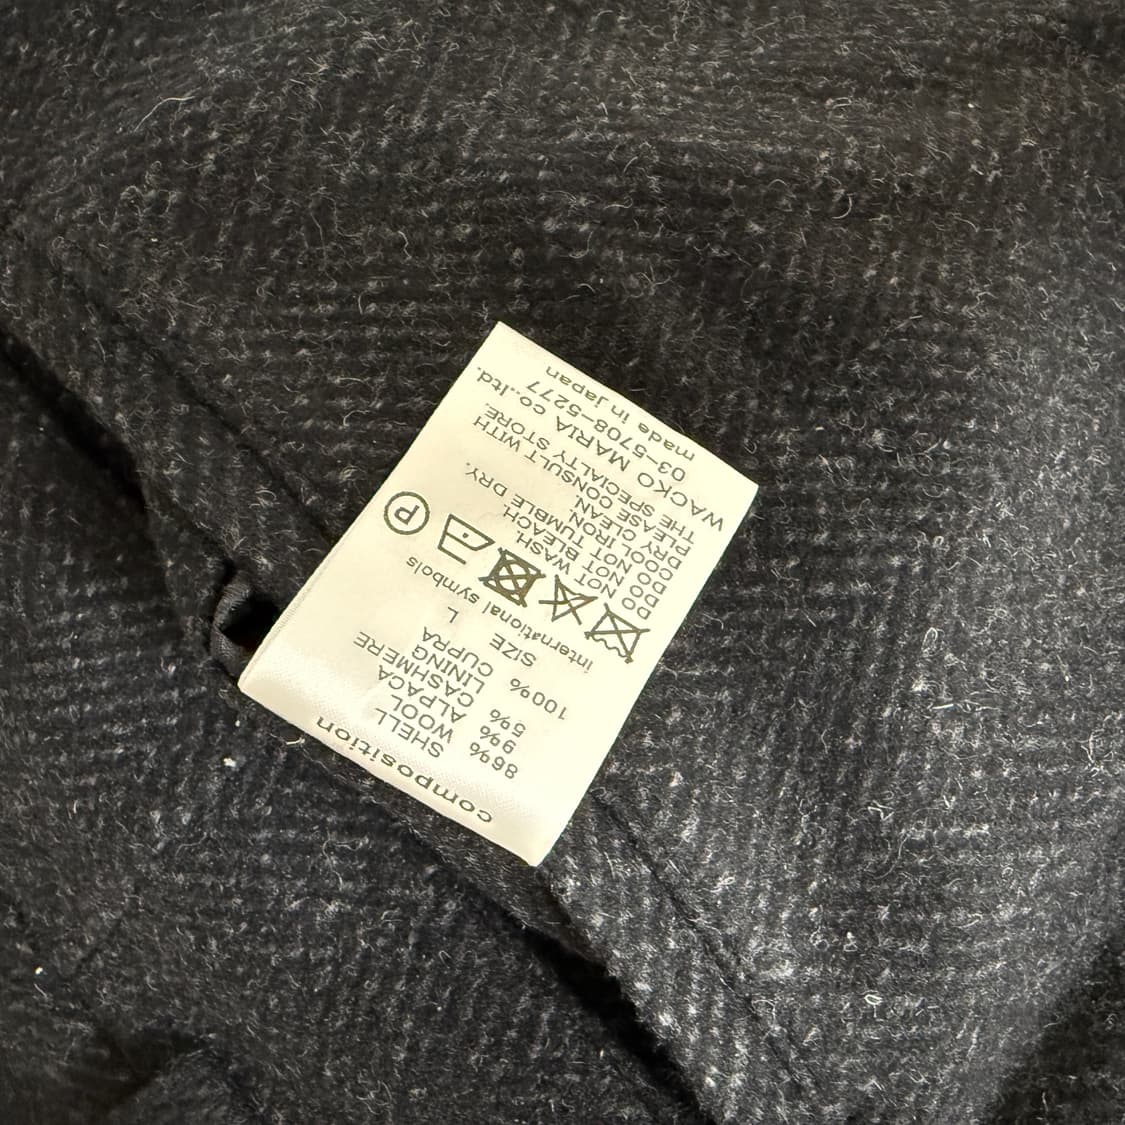 composition
SHELL
86% WOOL
9% ALPACA
5% CASHMERE
LINING
100% CUPRA
SIZE L
international symbols
P
DO NOT WASH.
DO NOT BLEACH.
DO NOT TUMBLE DRY.
COOL IRON.
DRY CLEAN.
PLEASE CONSULT WITH
THE SPECIALTY STORE.
WACKO MARIA CO.,ltd.
03-5708-5277
made in Japan